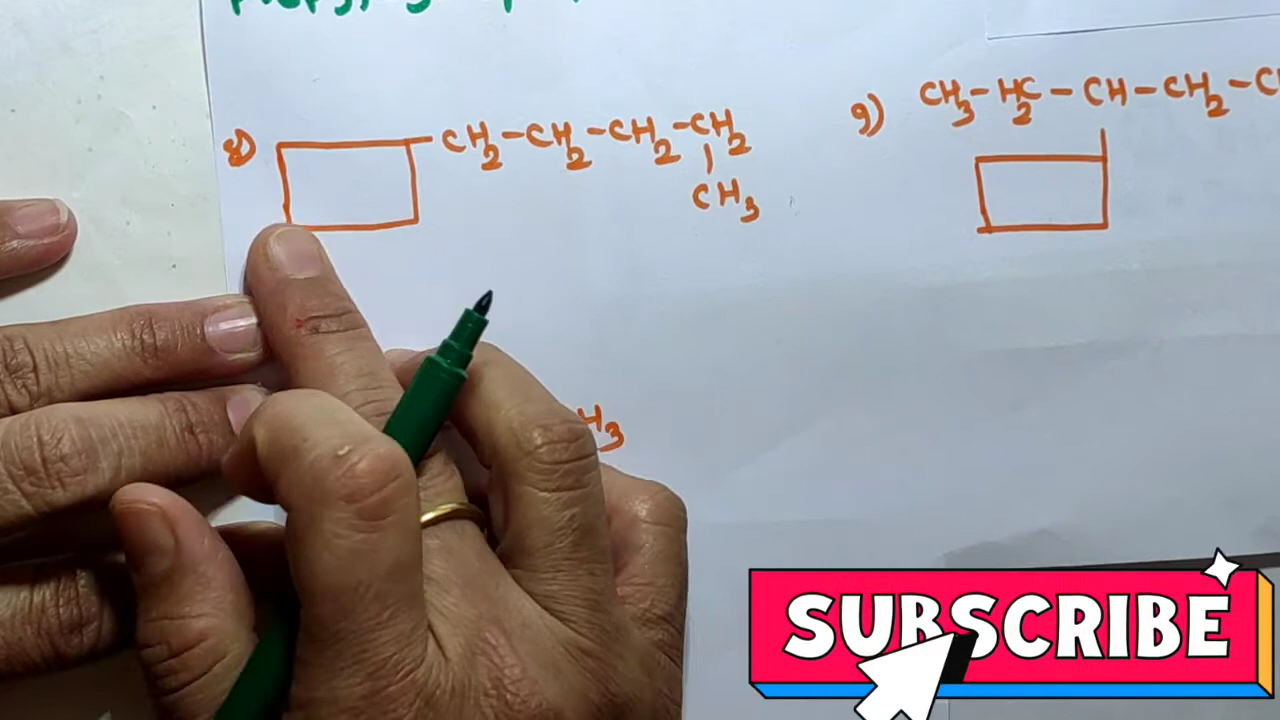 8) CH2-CH2-CH2-CH2
CH3
9) CH3-H2C-CH-CH2-
H3
SUBSCRIBE